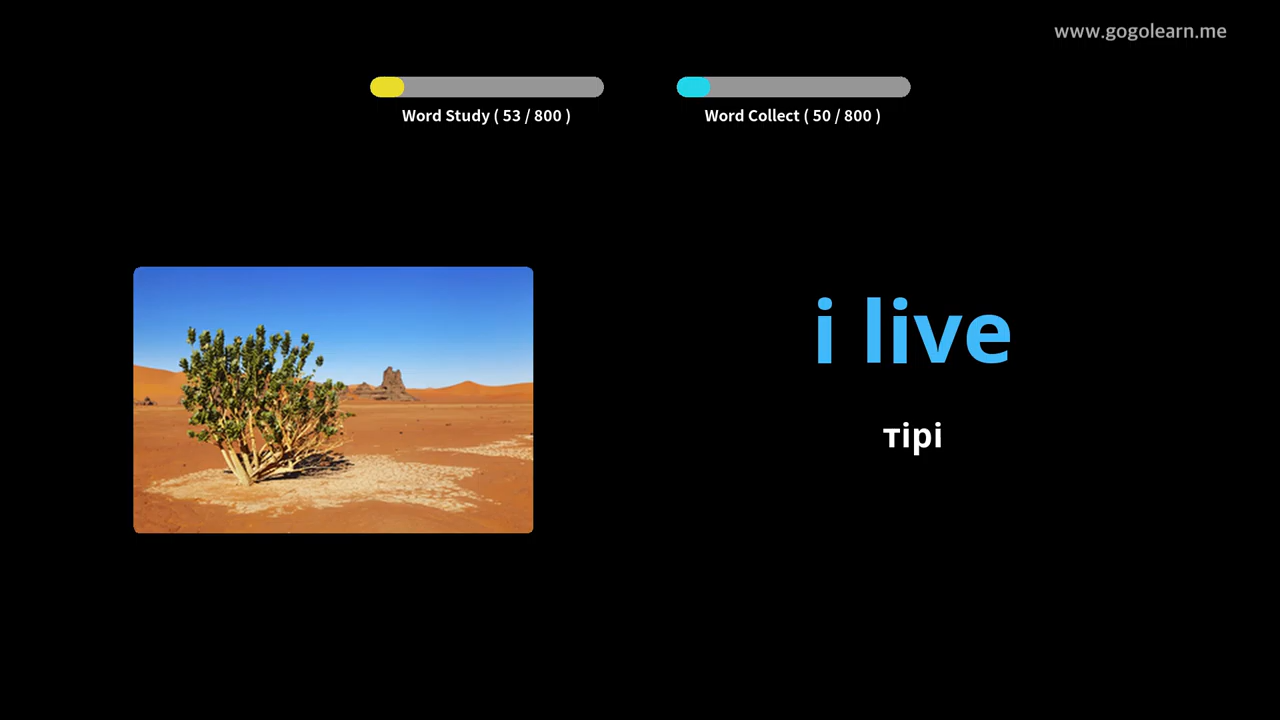 www.gogolearn.me
Word Study ( 53 / 800 )
Word Collect ( 50 / 800 )
i live
тірі